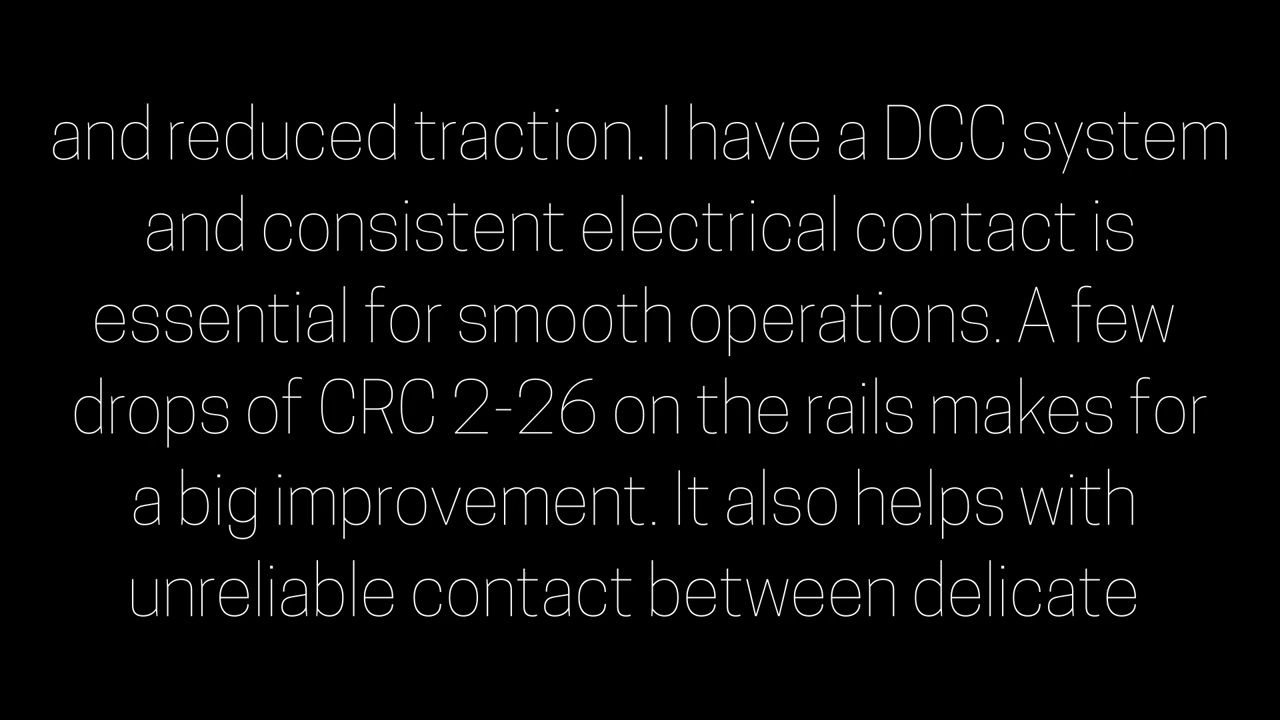 and reduced traction. I have a DCC system
and consistent electrical contact is
essential for smooth operations. A few
drops of CRC 2-26 on the rails makes for
a big improvement. It also helps with
unreliable contact between delicate